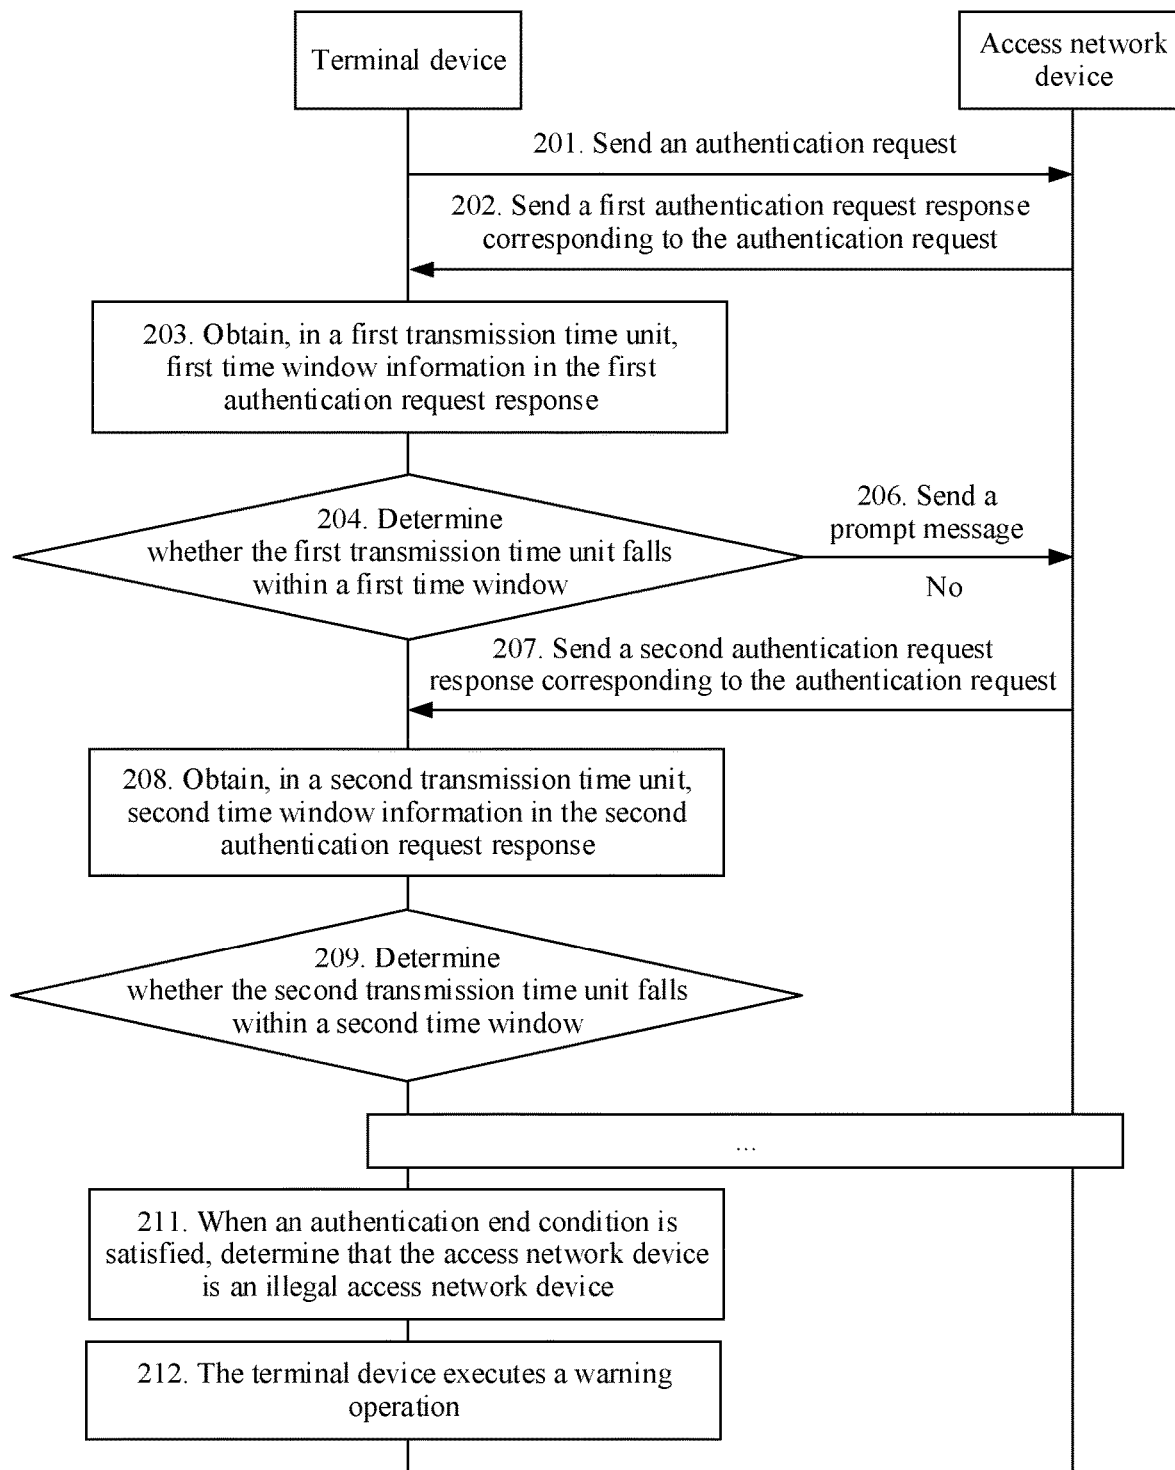 Terminal device
Access network
device
201. Send an authentication request
202. Send a first authentication request response
corresponding to the authentication request
203. Obtain, in a first transmission time unit,
first time window information in the first
authentication request response
204. Determine
whether the first transmission time unit falls
within a first time window
206. Send a
prompt message
No
207. Send a second authentication request
response corresponding to the authentication request
208. Obtain, in a second transmission time unit,
second time window information in the second
authentication request response
209. Determine
whether the second transmission time unit falls
within a second time window
...
211. When an authentication end condition is
satisfied, determine that the access network device
is an illegal access network device
212. The terminal device executes a warning
operation